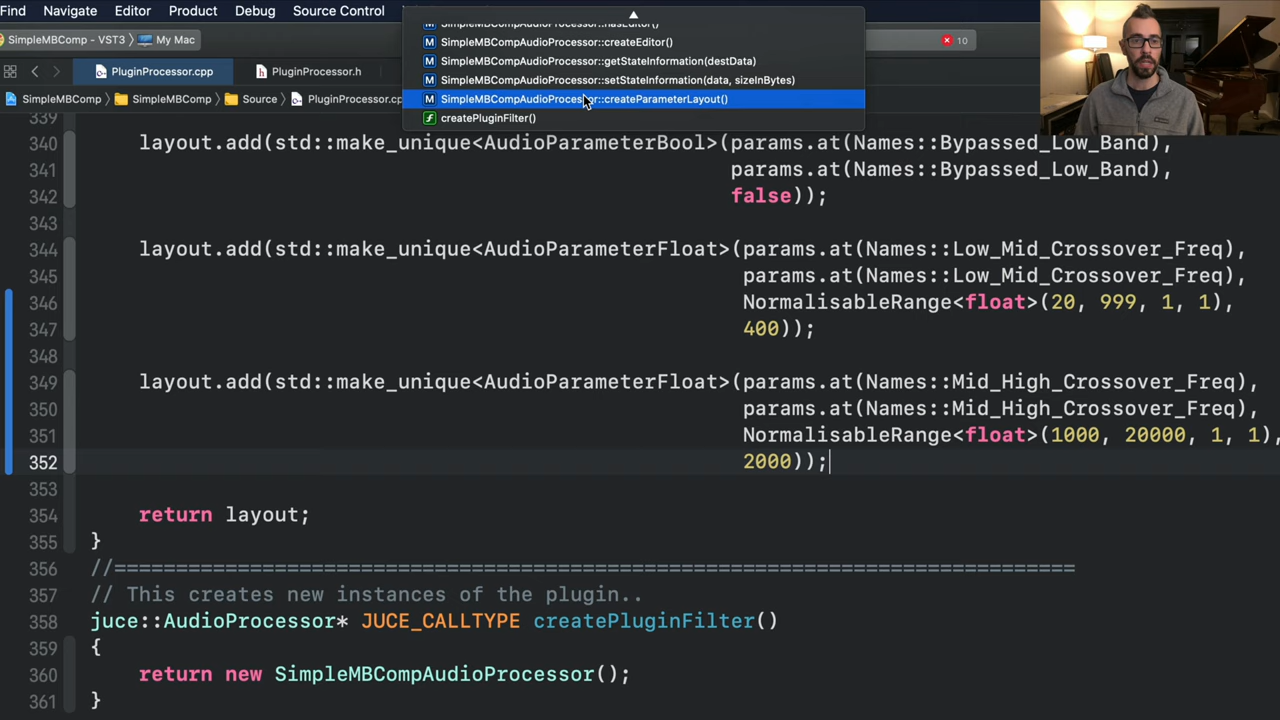 Find Navigate Editor Product Debug Source Control
SimpleMBComp - VST3 〉 My Mac
10
PluginProcessor.cpp PluginProcessor.h
SimpleMBComp 〉 SimpleMBComp 〉 Source 〉 PluginProcessor.cp
SimpleMBCompAudioProcessor::hasEditor()
M SimpleMBCompAudioProcessor::createEditor()
M SimpleMBCompAudioProcessor::getStateInformation(destData)
M SimpleMBCompAudioProcessor::setStateInformation(data, sizeInBytes)
M SimpleMBCompAudioProcessor::createParameterLayout()
f createPluginFilter()
339
340 layout.add(std::make_unique<AudioParameterBool>(params.at(Names::Bypassed_Low_Band),
341 params.at(Names::Bypassed_Low_Band),
342 false));
343
344 layout.add(std::make_unique<AudioParameterFloat>(params.at(Names::Low_Mid_Crossover_Freq),
345 params.at(Names::Low_Mid_Crossover_Freq),
346 NormalisableRange<float>(20, 999, 1, 1),
347 400));
348
349 layout.add(std::make_unique<AudioParameterFloat>(params.at(Names::Mid_High_Crossover_Freq),
350 params.at(Names::Mid_High_Crossover_Freq),
351 NormalisableRange<float>(1000, 20000, 1, 1),
352 2000));
353
354 return layout;
355 }
356 //==============================================================================
357 // This creates new instances of the plugin..
358 juce::AudioProcessor* JUCE_CALLTYPE createPluginFilter()
359 {
360 return new SimpleMBCompAudioProcessor();
361 }